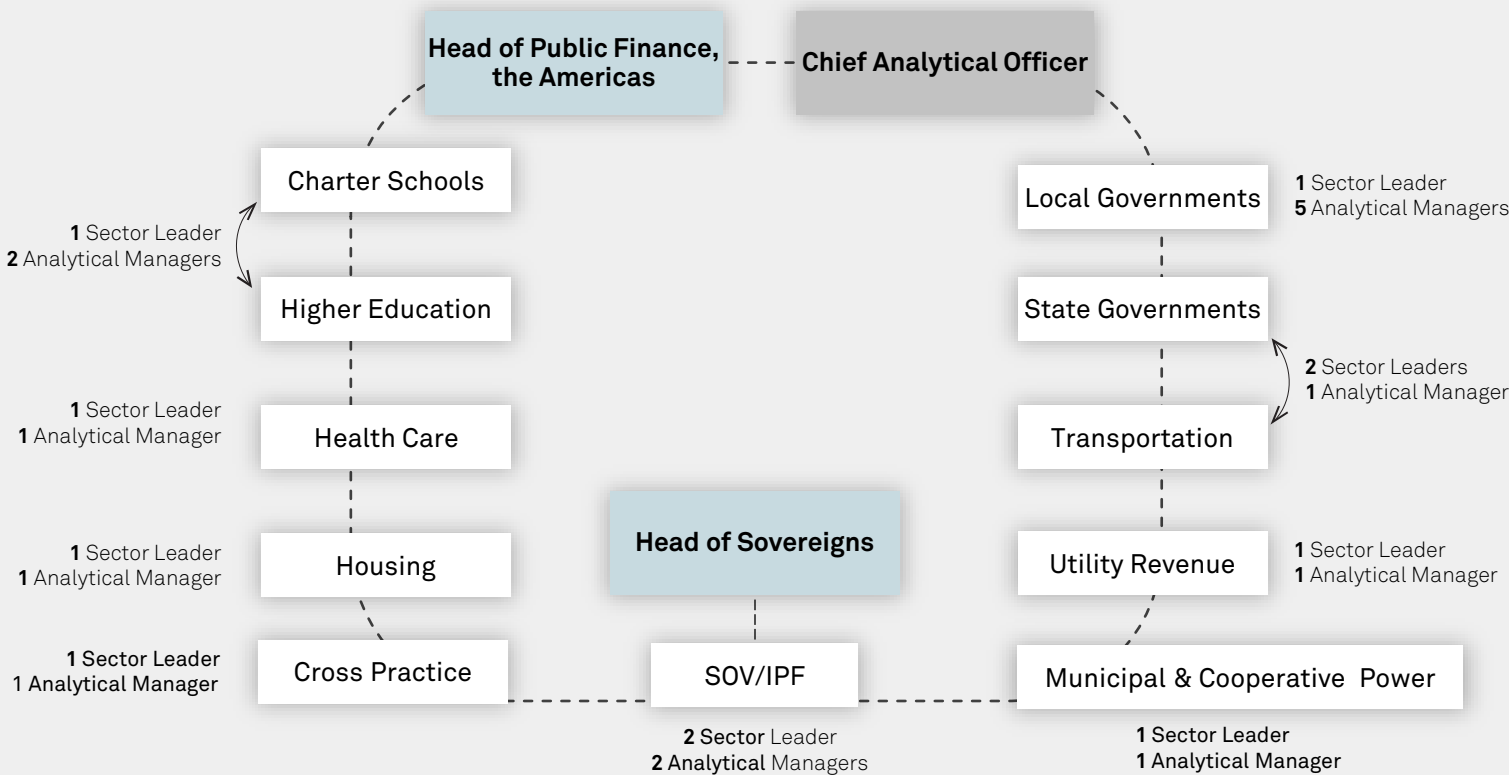 Head of Public Finance,
the Americas
Chief Analytical Officer
Charter Schools
1 Sector Leader
2 Analytical Managers
Higher Education
1 Sector Leader
1 Analytical Manager
Health Care
1 Sector Leader
1 Analytical Manager
Housing
1 Sector Leader
1 Analytical Manager
Cross Practice
Head of Sovereigns
SOV/IPF
2 Sector Leader
2 Analytical Managers
Local Governments
1 Sector Leader
5 Analytical Managers
State Governments
2 Sector Leaders
1 Analytical Manager
Transportation
Utility Revenue
1 Sector Leader
1 Analytical Manager
Municipal & Cooperative Power
1 Sector Leader
1 Analytical Manager